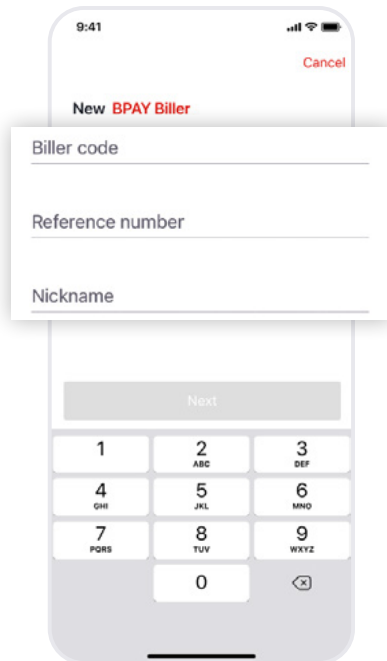 9:41
Cancel
New BPAY Biller
Biller code
Reference number
Nickname
Next
1 2 3
ABC DEF
4 5 6
GHI JKL MNO
7 8 9
PQRS TUV WXYZ
0